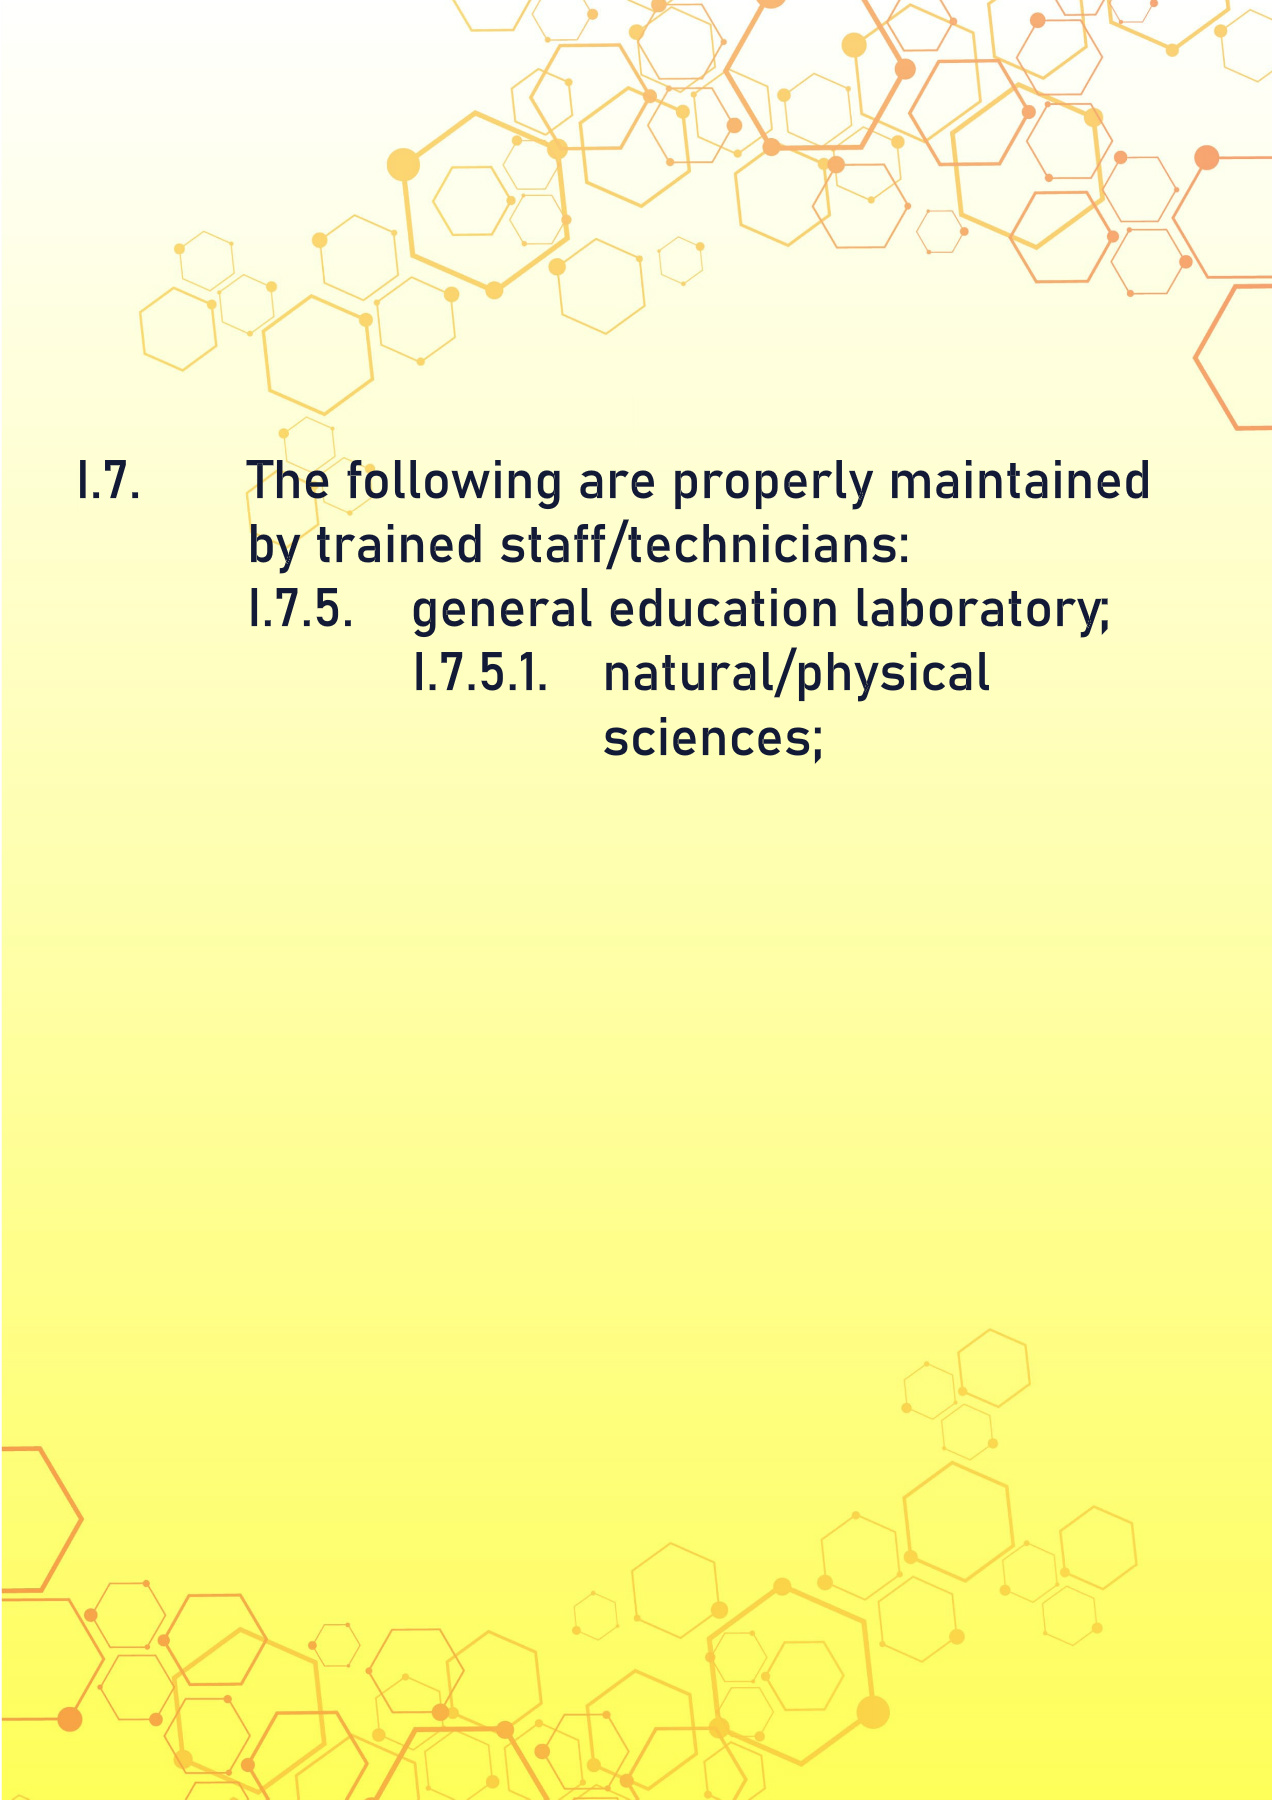 I.7. The following are properly maintained
by trained staff/technicians:
I.7.5. general education laboratory;
I.7.5.1. natural/physical
sciences;